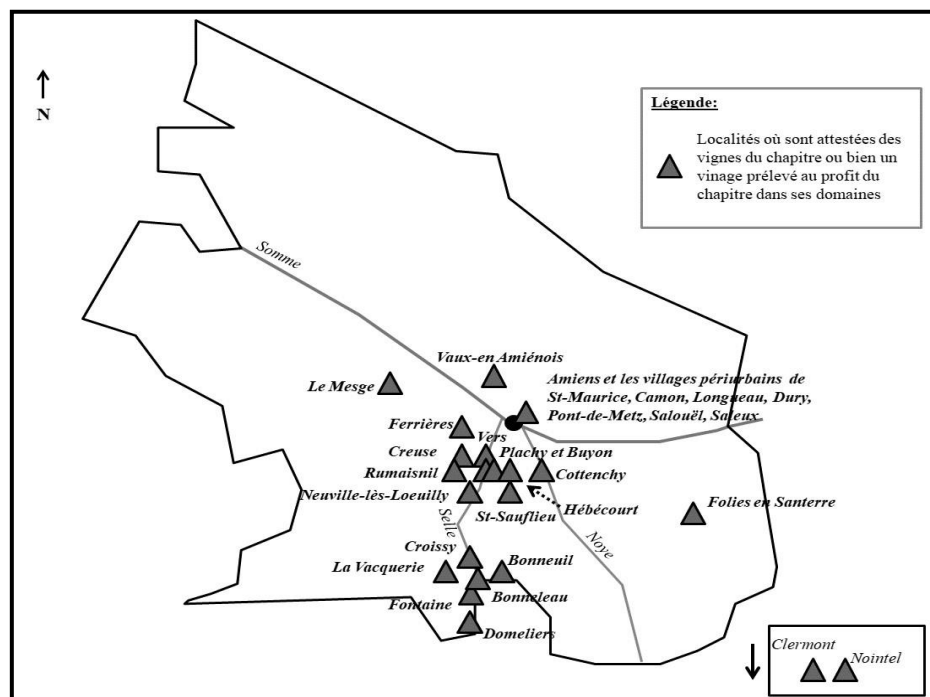 N
Légende:
Localités où sont attestées des
vignes du chapitre ou bien un
vinage prélevé au profit du
chapitre dans ses domaines
Somme
Vaux-en Amiénois
Le Mesge
Amiens et les villages périurbains de
St-Maurice, Camon, Longueau, Dury,
Pont-de-Metz, Salouël, Saleux
Ferrières
Vers
Creuse
Plachy et Buyon
Rumaisnil
Cottenchy
Neuville-lès-Loeuilly
Hébécourt
Folies en Santerre
St-Sauflieu
Selle
Noye
Croissy
Bonneuil
La Vacquerie
Bonneleau
Fontaine
Domeliers
Clermont
Nointel